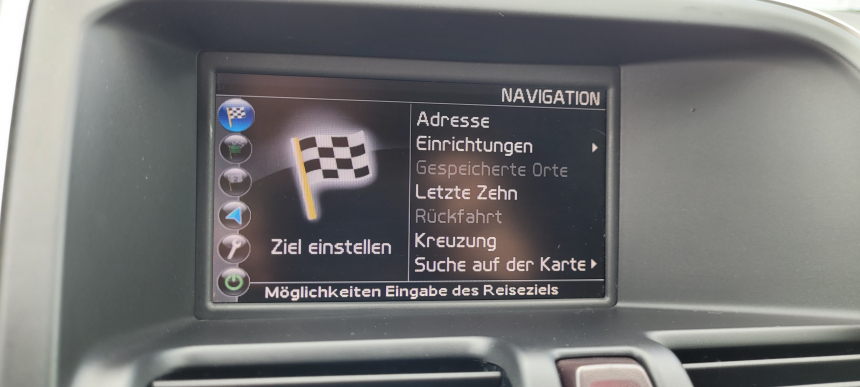 NAVIGATION
Adresse
Einrichtungen
Gespeicherte Orte
Letzte Zehn
Rückfahrt
Kreuzung
Suche auf der Karte
Ziel einstellen
Möglichkeiten Eingabe des Reiseziels